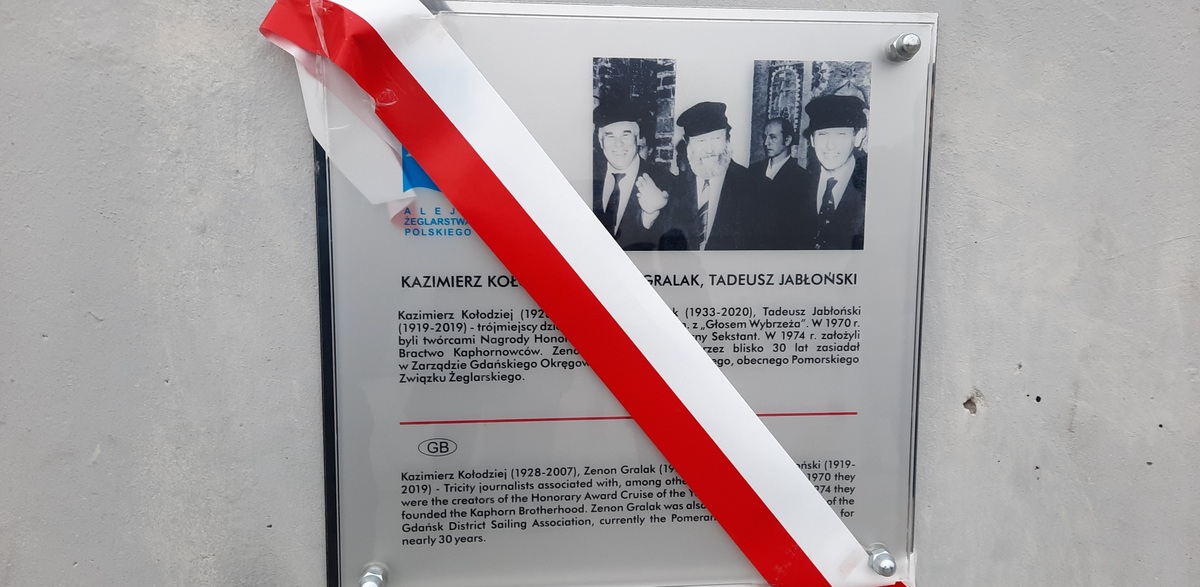 ALEJ
ŻEGLARSTWA
POLSKIEGO
KAZIMIERZ KOŁO GRALAK, TADEUSZ JABŁOŃSKI
Kazimierz Kołodziej (192 k (1933-2020), Tadeusz Jabłoński
(1919-2019) - trójmiejscy dzi z „Głosem Wybrzeża”. W 1970 r.
byli twórcami Nagrody Honor ny Sekstant. W 1974 r. założyli
Bractwo Kaphornowców. Zeno rzez blisko 30 lat zasiadał
w Zarządzie Gdańskiego Okręgow ego, obecnego Pomorskiego
Związku Żeglarskiego.
GB
Kazimierz Kołodziej (1928-2007), Zenon Gralak (19 ński (1919-
2019) - Tricity journalists associated with, among othe 1970 they
were the creators of the Honorary Award Cruise of the Y 974 they
founded the Kaphorn Brotherhood. Zenon Gralak was also of the
Gdańsk District Sailing Association, currently the Pomeran for
nearly 30 years.